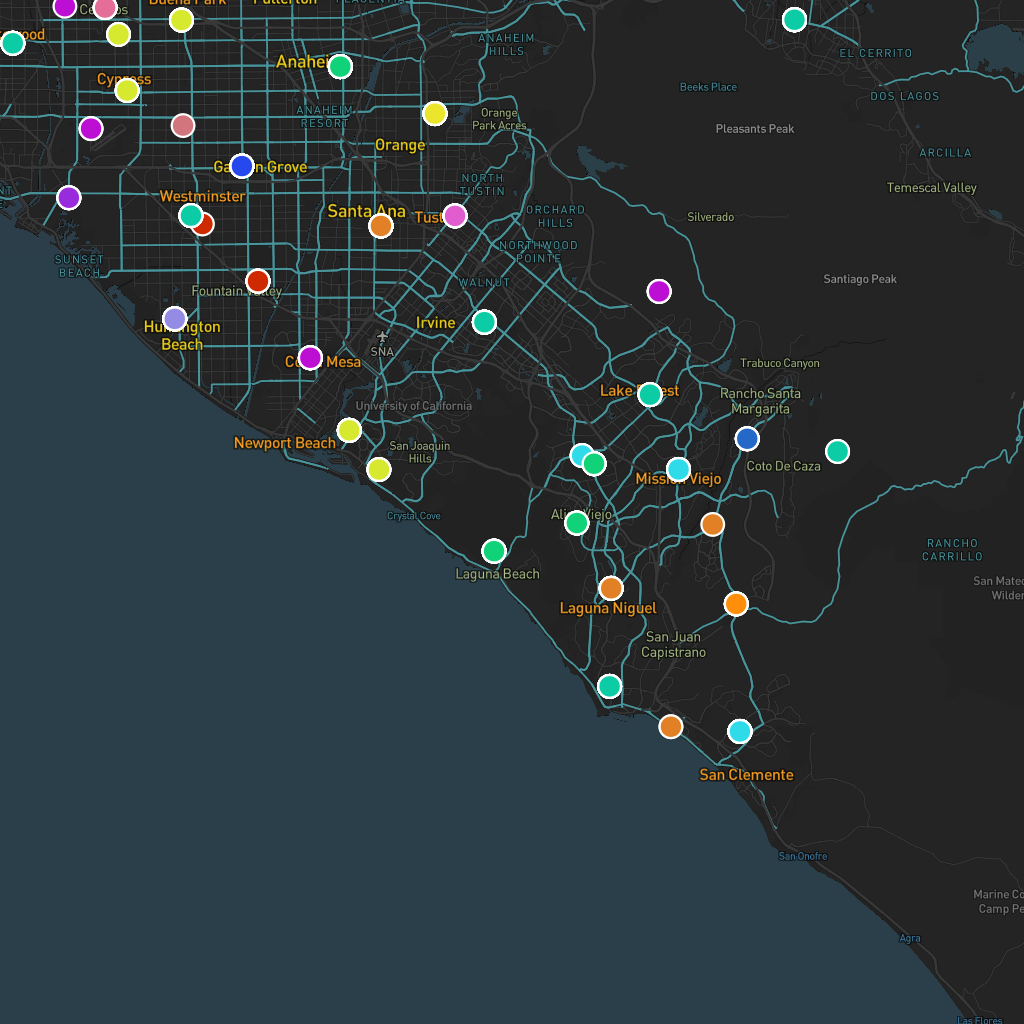 Buena Park
Fullerton
Cypress
Anaheim
ANAHEIM
HILLS
EL CERRITO
Beeks Place
DOS LAGOS
ANAHEIM
RESORT
Orange
Park Acres
Pleasants Peak
Orange
ARCILLA
Garden Grove
NORTH
TUSTIN
Temescal Valley
Westminster
Santa Ana
ORCHARD
HILLS
Silverado
NORTHWOOD
POINTE
SUNSET
BEACH
WALNUT
Santiago Peak
Fountain Valley
Huntington
Beach
Irvine
SNA
Costa Mesa
Trabuco Canyon
Lake Forest
Rancho Santa
Margarita
University of California
Newport Beach
San Joaquin
Hills
Coto De Caza
Mission Viejo
Crystal Cove
Aliso Viejo
RANCHO
CARRILLO
Laguna Beach
San Mateo
Wilder
Laguna Niguel
San Juan
Capistrano
San Clemente
San Onofre
Marine Co
Camp Pe
Agra
Las Flores